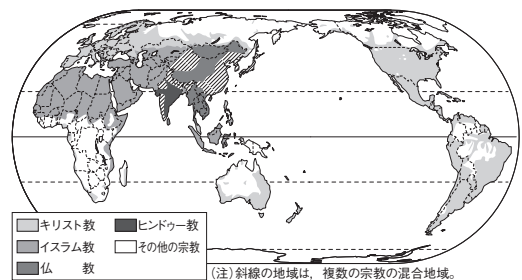 キリスト教
イスラム教
仏　　教
ヒンドゥー教
その他の宗教
(注)斜線の地域は，複数の宗教の混合地域。